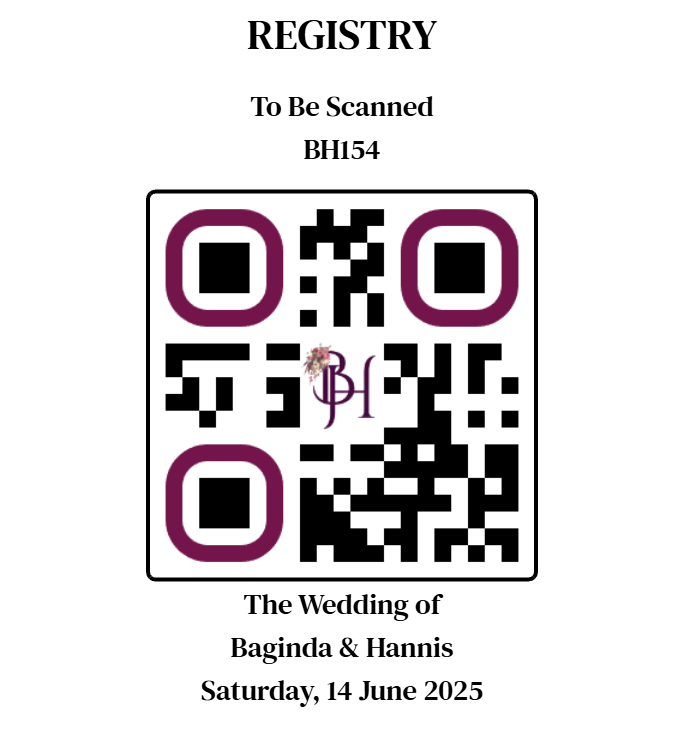 REGISTRY
To Be Scanned
BH154
BH
The Wedding of
Baginda & Hannis
Saturday, 14 June 2025